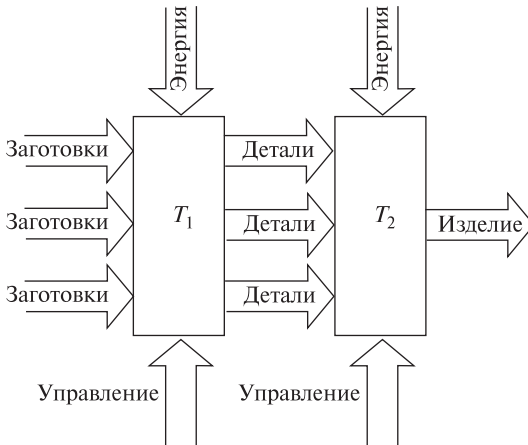 Энергия
Энергия
Заготовки
Детали
Заготовки
T1
Детали
T2
Изделие
Заготовки
Детали
Управление
Управление